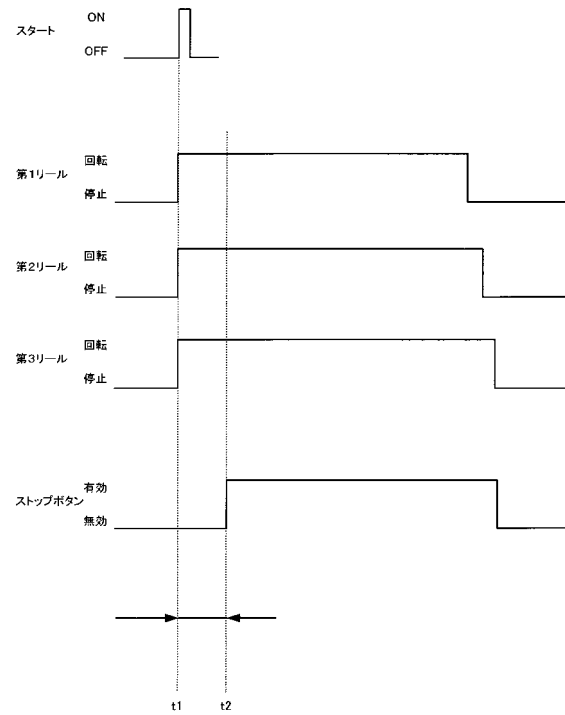 スタート
ON
OFF
第1リール
回転
停止
第2リール
回転
停止
第3リール
回転
停止
ストップボタン
有効
無効
t1
t2